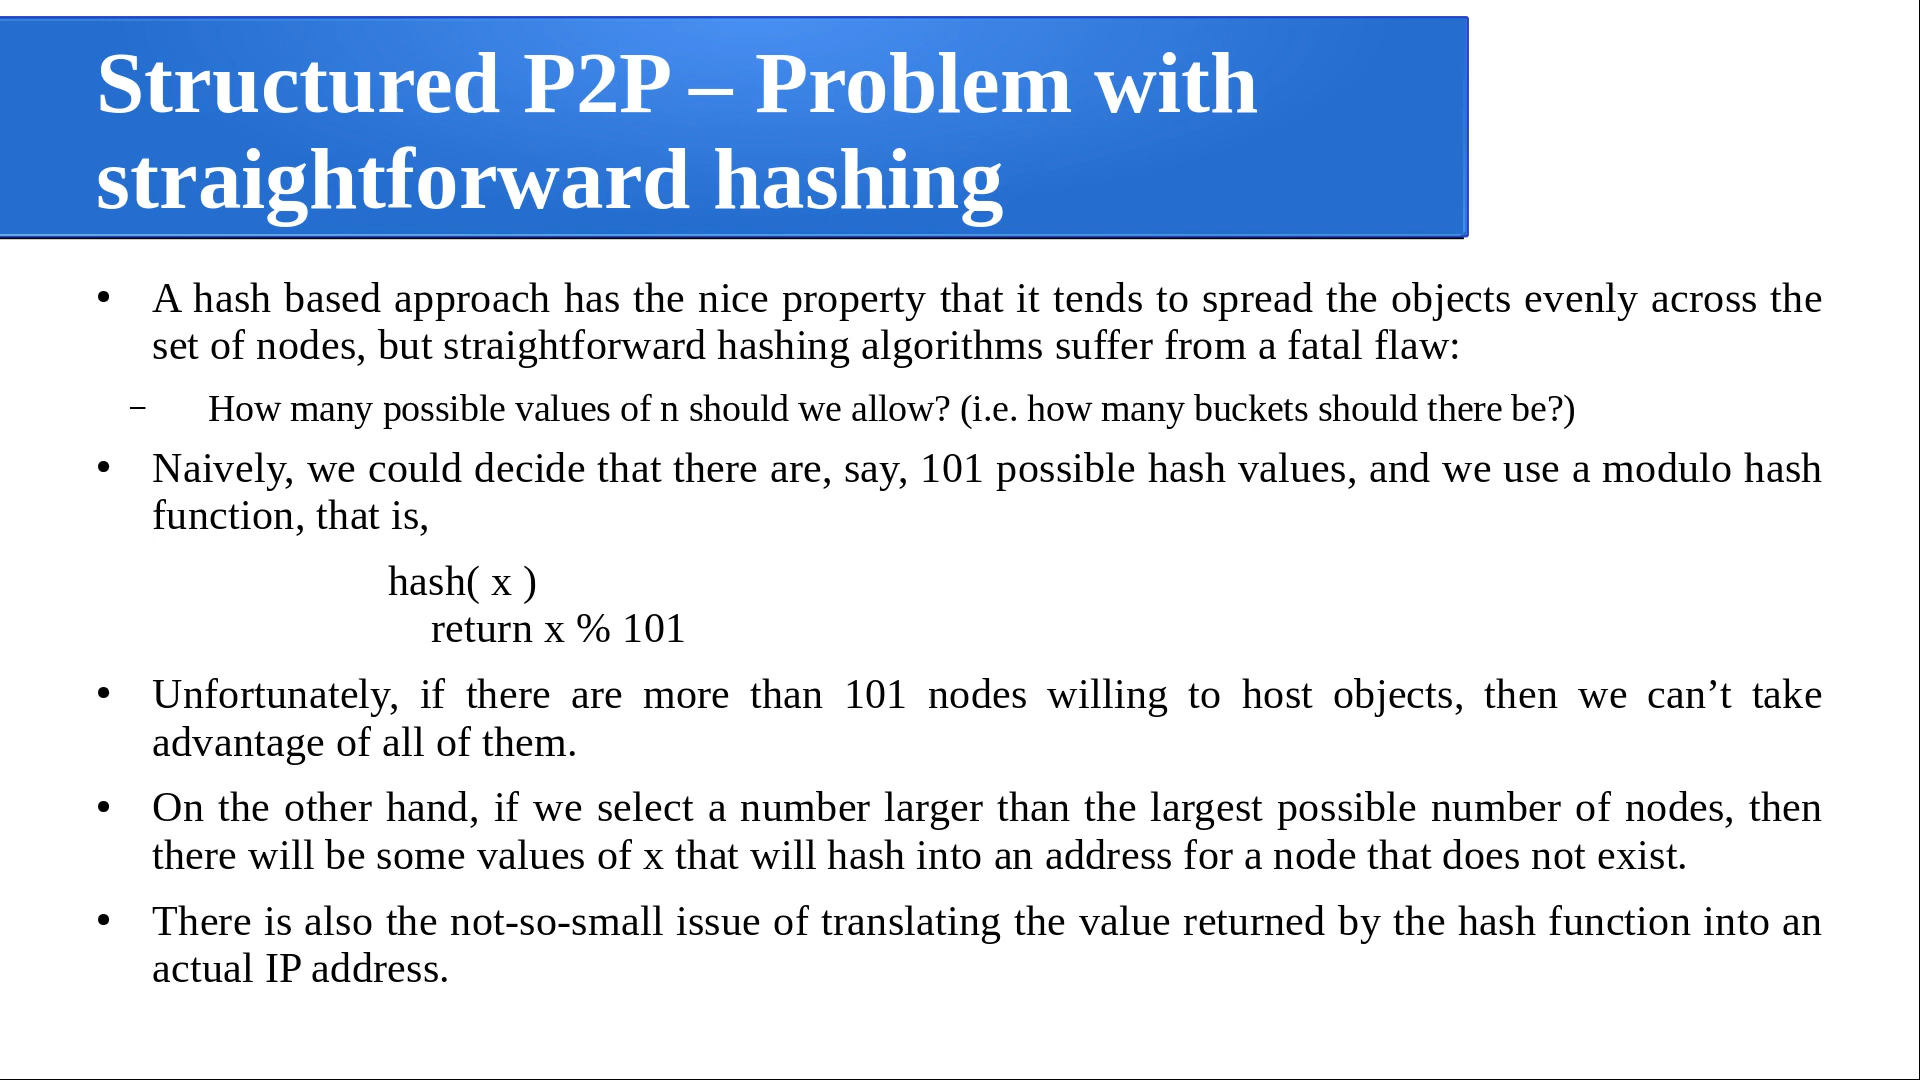 Structured P2P – Problem with
straightforward hashing
• A hash based approach has the nice property that it tends to spread the objects evenly across the
set of nodes, but straightforward hashing algorithms suffer from a fatal flaw:
– How many possible values of n should we allow? (i.e. how many buckets should there be?)
• Naively, we could decide that there are, say, 101 possible hash values, and we use a modulo hash
function, that is,
hash( x )
return x % 101
• Unfortunately, if there are more than 101 nodes willing to host objects, then we can’t take
advantage of all of them.
• On the other hand, if we select a number larger than the largest possible number of nodes, then
there will be some values of x that will hash into an address for a node that does not exist.
• There is also the not-so-small issue of translating the value returned by the hash function into an
actual IP address.